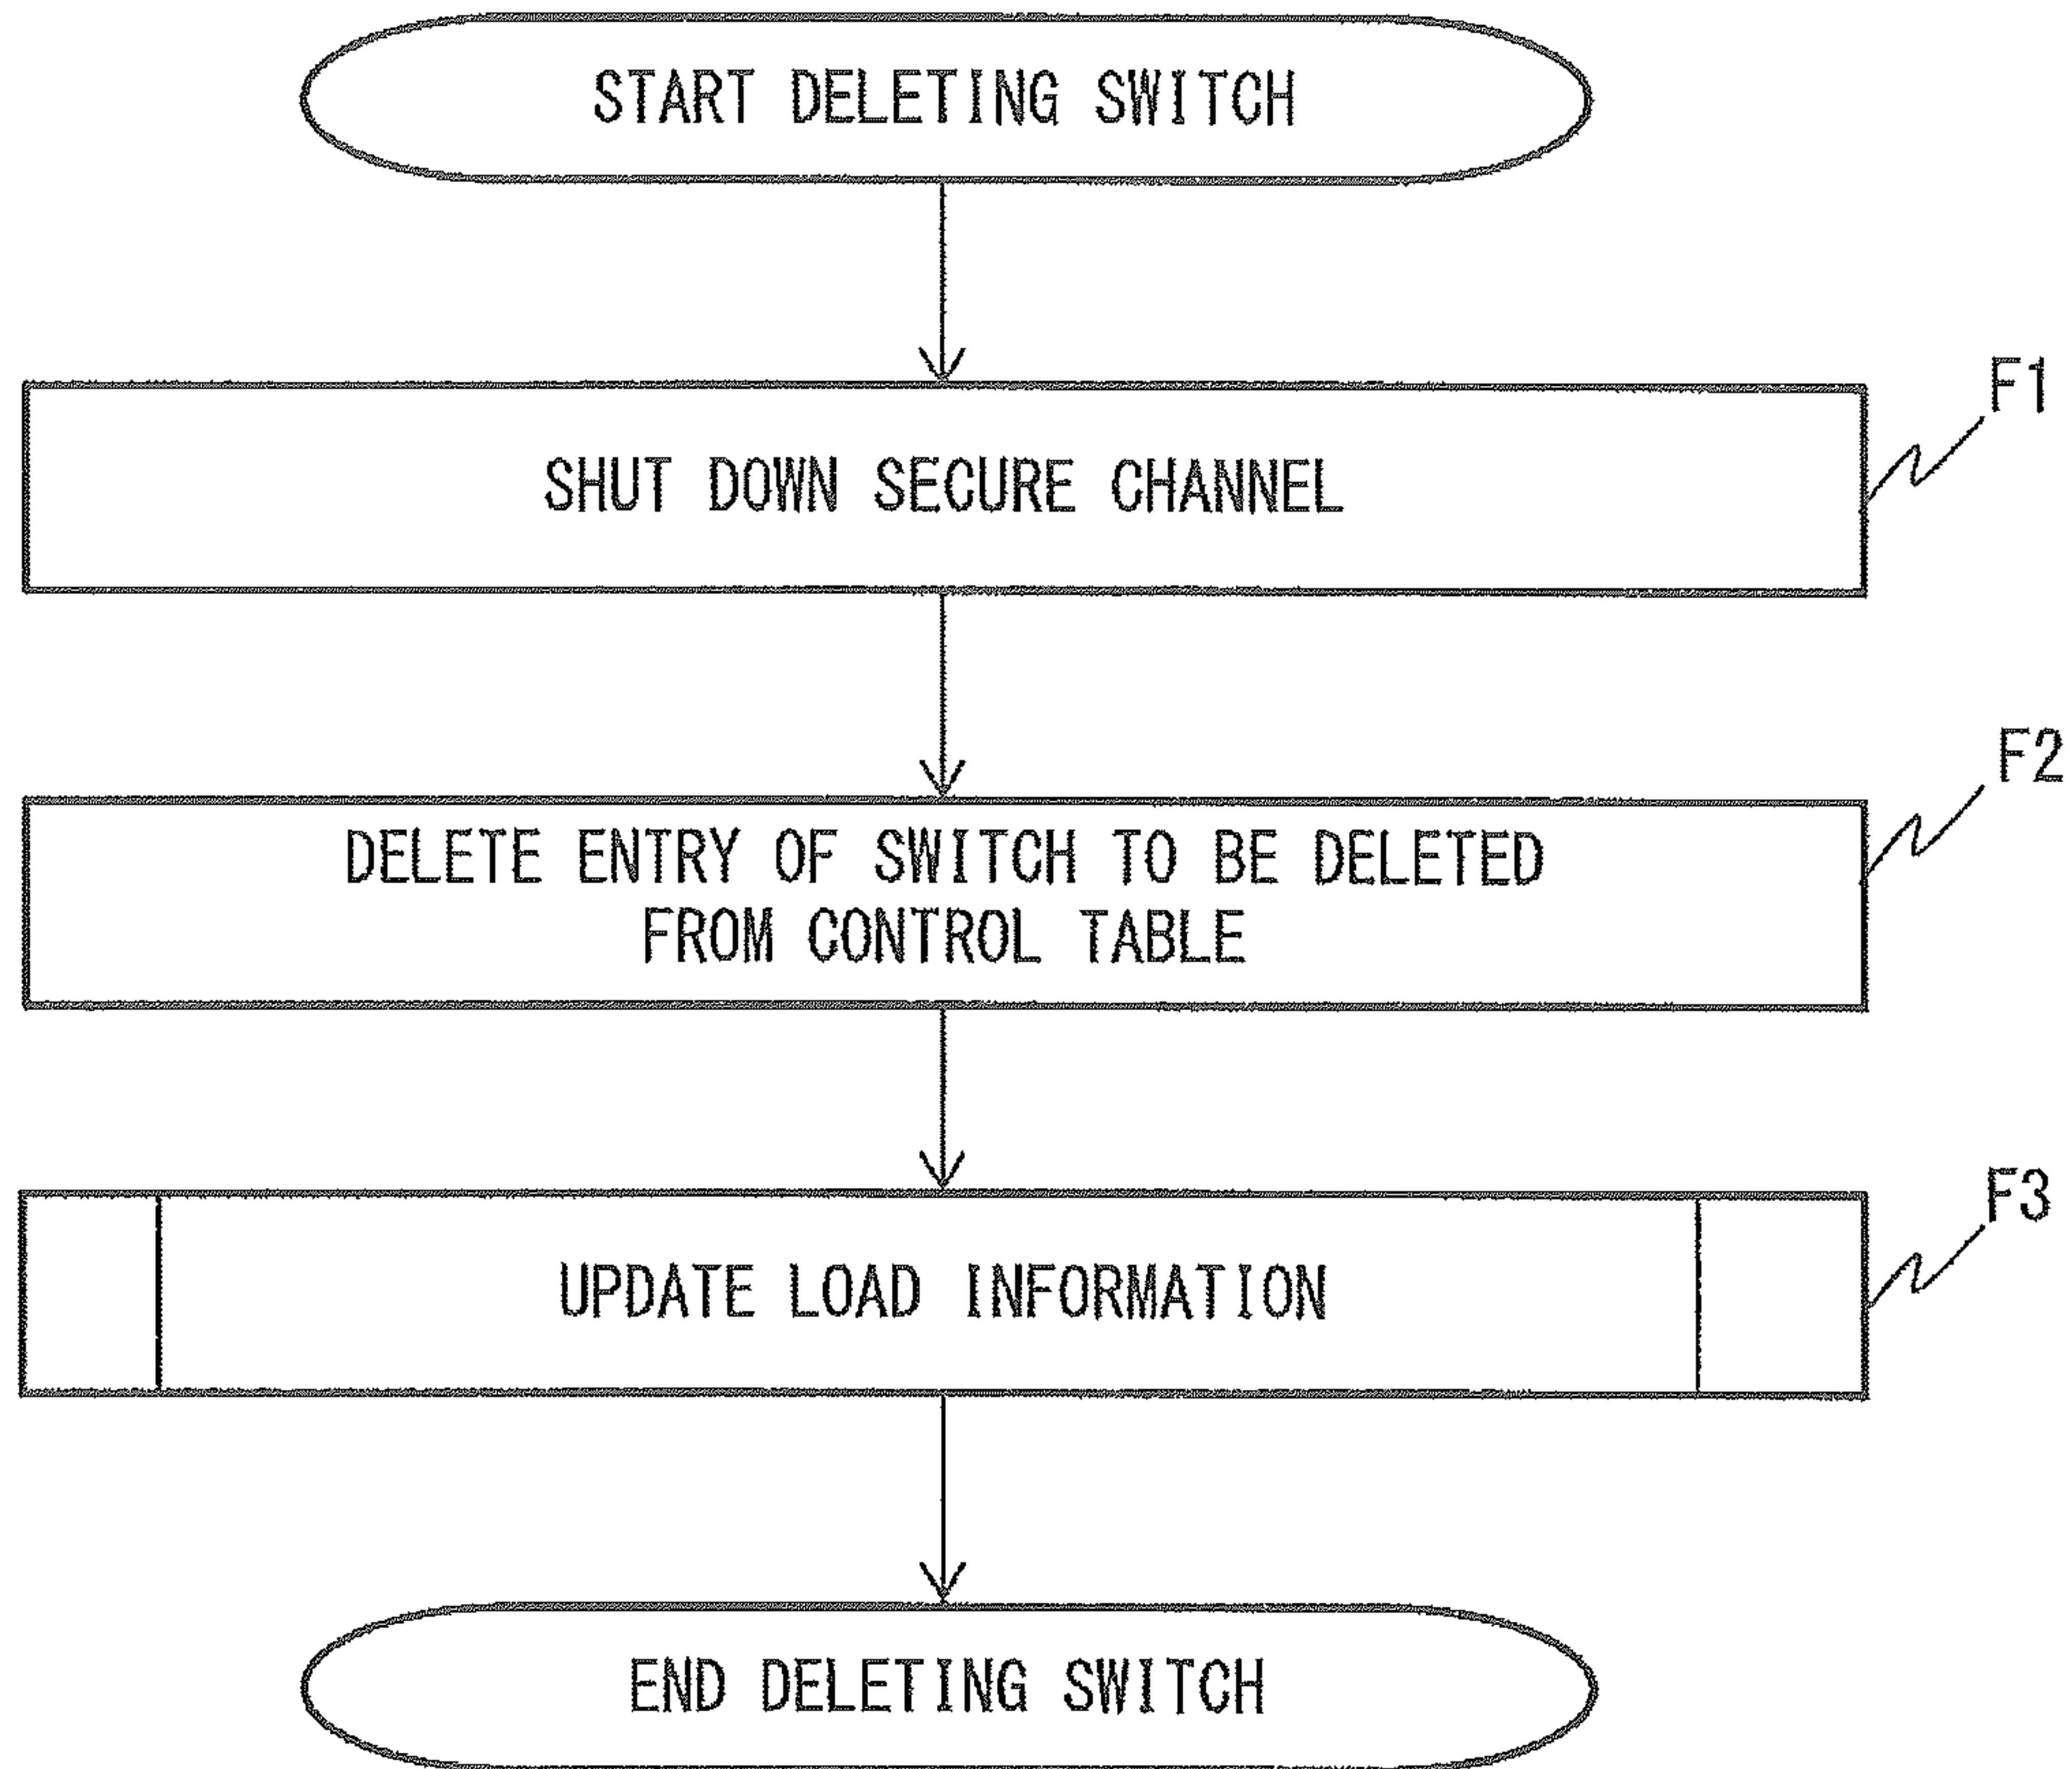 START DELETING SWITCH
F1
SHUT DOWN SECURE CHANNEL
F2
DELETE ENTRY OF SWITCH TO BE DELETED
FROM CONTROL TABLE
F3
UPDATE LOAD INFORMATION
END DELETING SWITCH